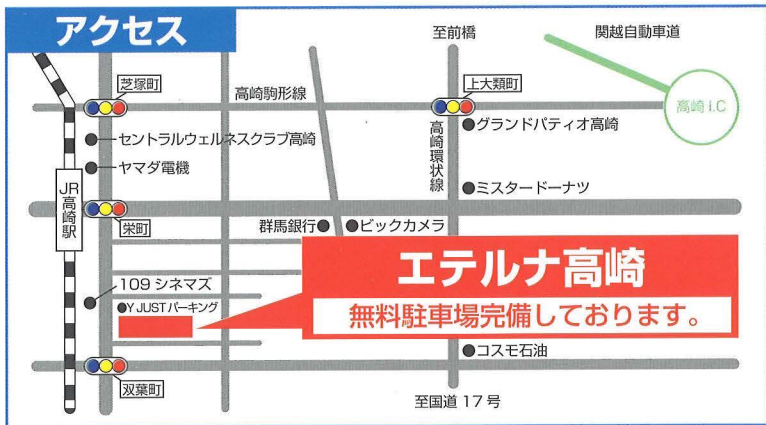 アクセス
至前橋
関越自動車道
芝塚町
高崎駒形線
上大類町
高崎I.C
セントラルウェルネスクラブ高崎
グランドパティオ高崎
高崎環状線
ヤマダ電機
ミスタードーナツ
JR高崎駅
栄町
群馬銀行
ビックカメラ
エテルナ高崎
無料駐車場完備しております。
109シネマズ
Y JUSTパーキング
コスモ石油
双葉町
至国道17号